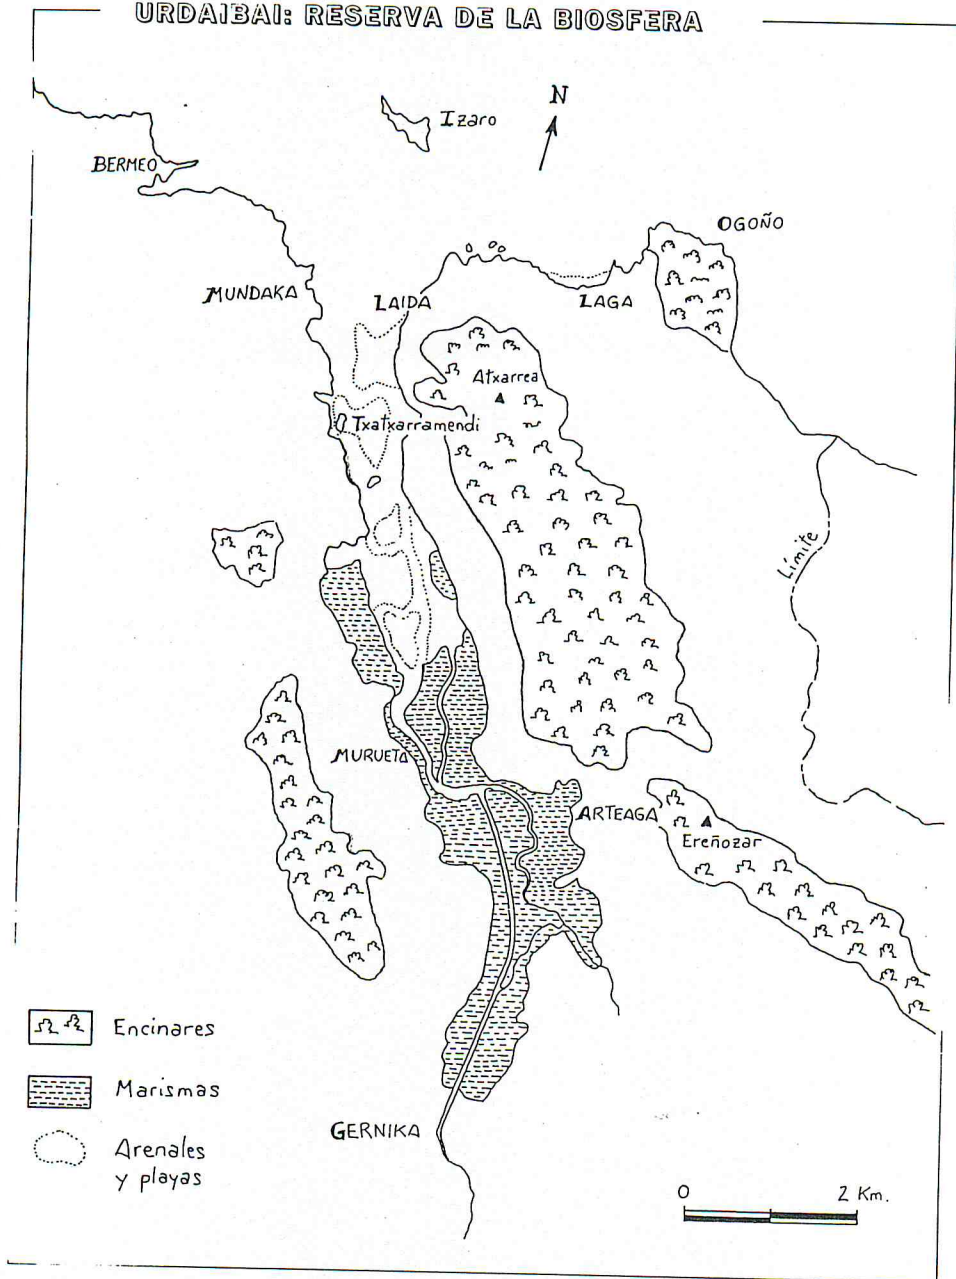 URDAIBAI: RESERVA DE LA BIOSFERA
N
Izaro
BERMEO
OGOÑO
MUNDAKA
LAIDA
LAGA
Atxarrea
Txatxarramendi
Límite
MURUETA
ARTEAGA
Ereñozar
Encinares
Marismas
GERNIKA
Arenales
y playas
0 2 Km.